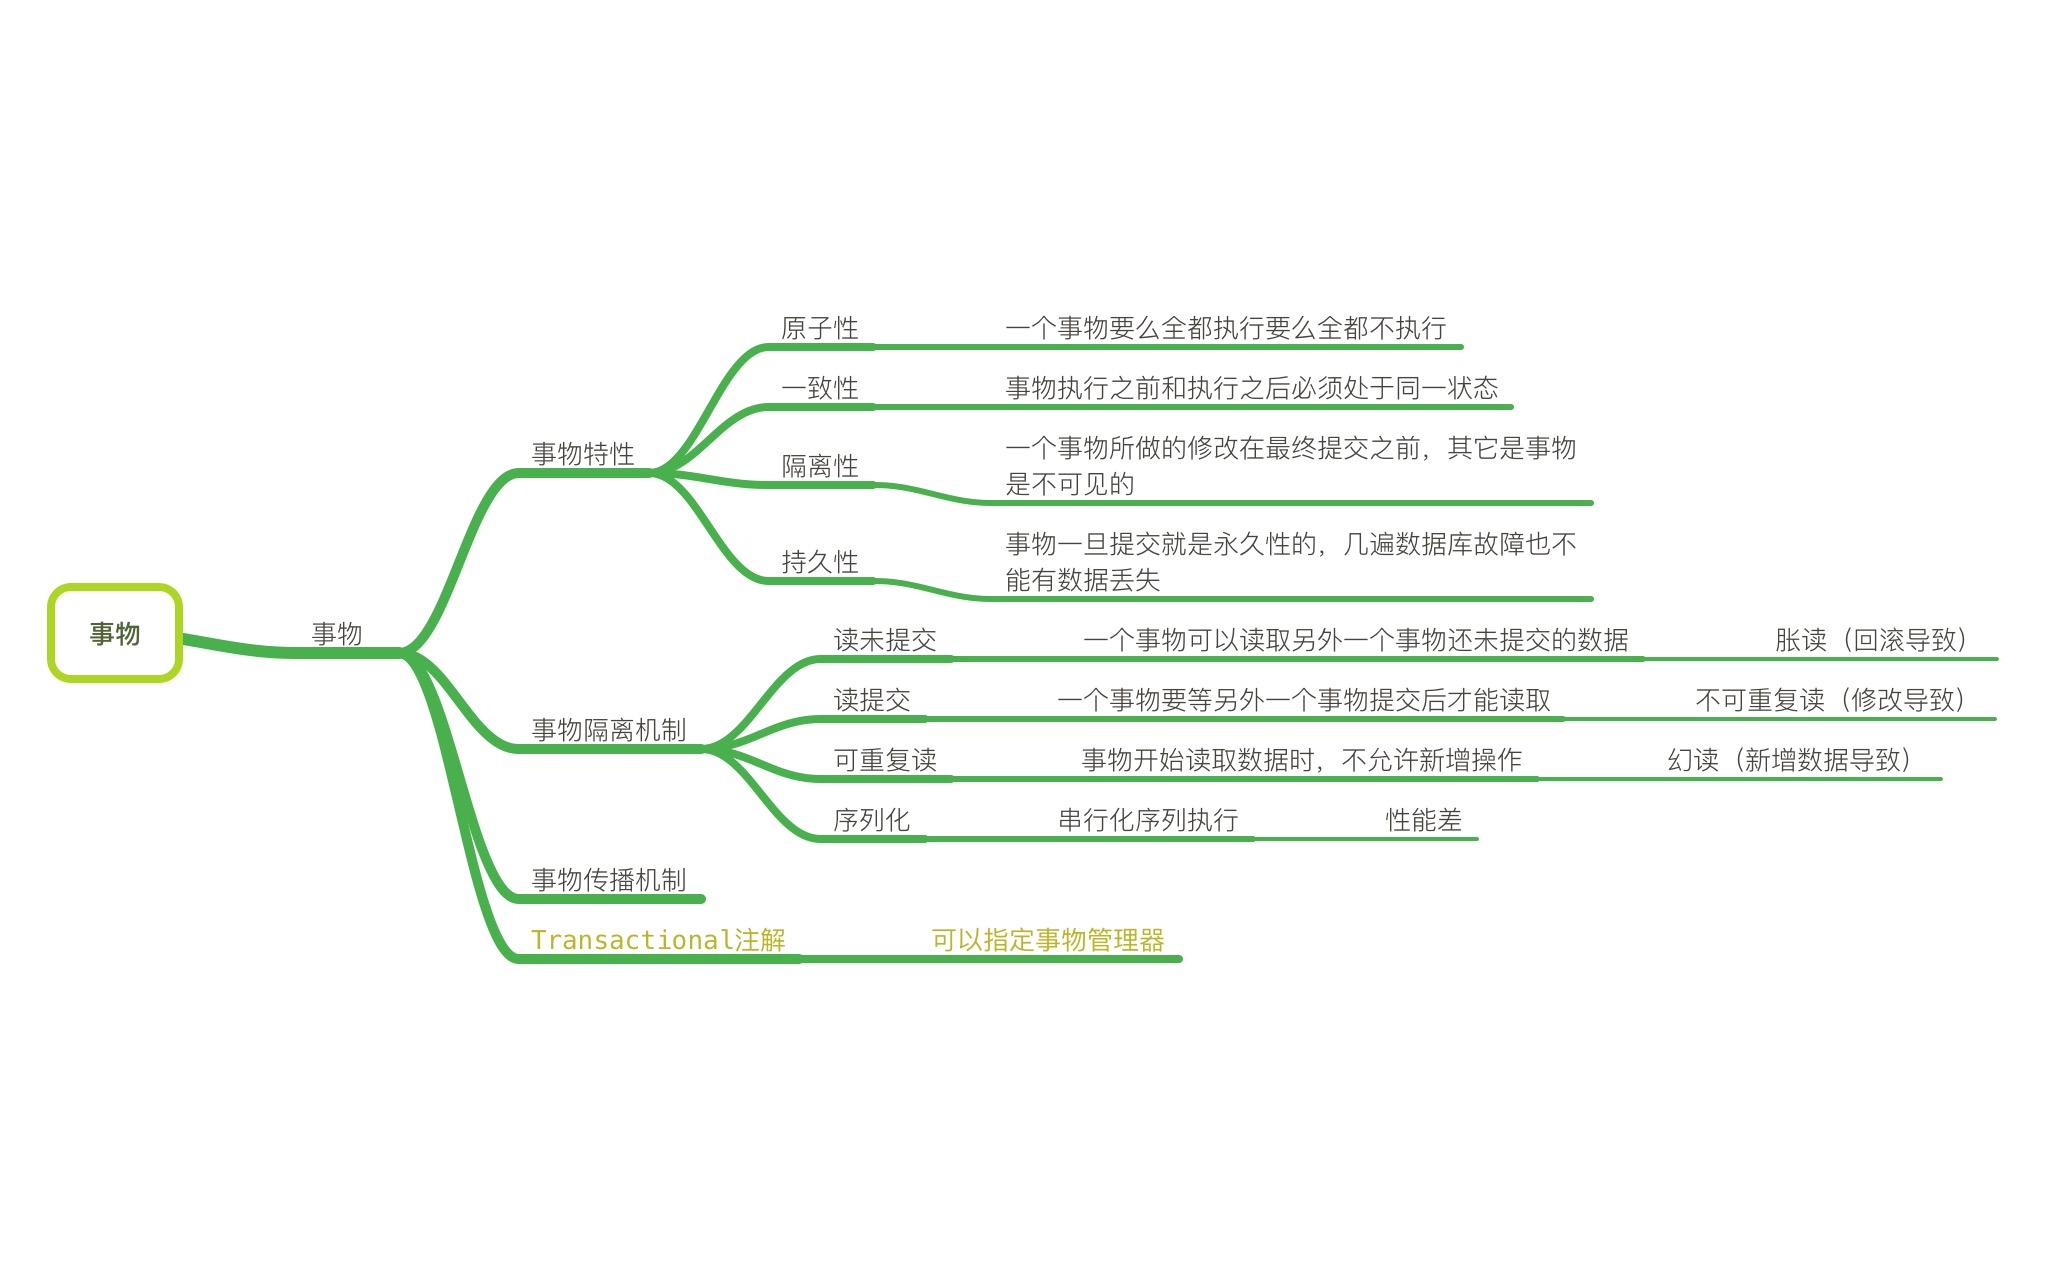 事物
事物
事物特性
原子性
一个事物要么全都执行要么全都不执行
一致性
事物执行之前和执行之后必须处于同一状态
隔离性
一个事物所做的修改在最终提交之前，其它是事物
是不可见的
持久性
事物一旦提交就是永久性的，几遍数据库故障也不
能有数据丢失
事物隔离机制
读未提交
一个事物可以读取另外一个事物还未提交的数据
胀读（回滚导致）
读提交
一个事物要等另外一个事物提交后才能读取
不可重复读（修改导致）
可重复读
事物开始读取数据时，不允许新增操作
幻读（新增数据导致）
序列化
串行化序列执行
性能差
事物传播机制
Transactional注解
可以指定事物管理器